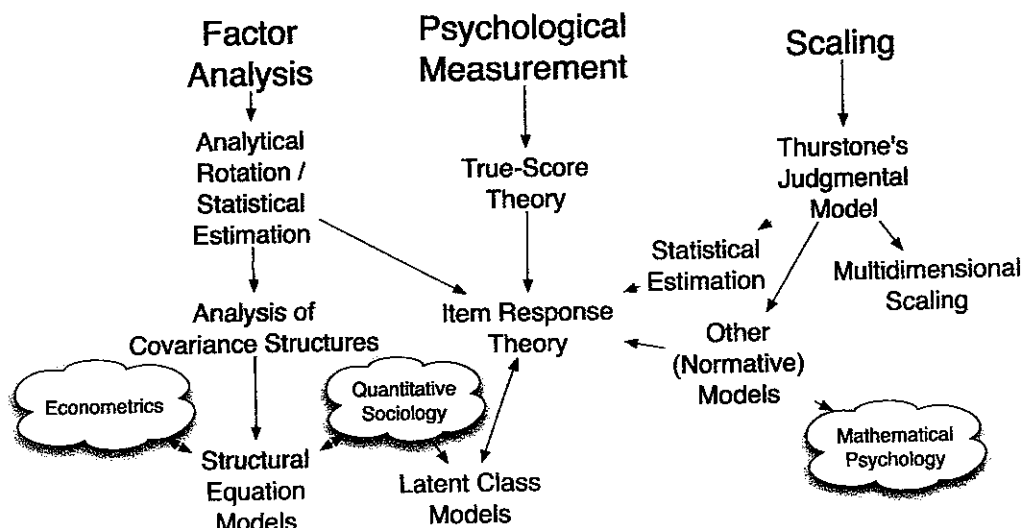 Factor
Analysis
Psychological
Measurement
Scaling
Analytical
Rotation /
Statistical
Estimation
True-Score
Theory
Thurstone's
Judgmental
Model
Statistical
Estimation
Multidimensional
Scaling
Analysis of
Covariance Structures
Item Response
Theory
Other
(Normative)
Models
Econometrics
Quantitative
Sociology
Mathematical
Psychology
Structural
Equation
Models
Latent Class
Models